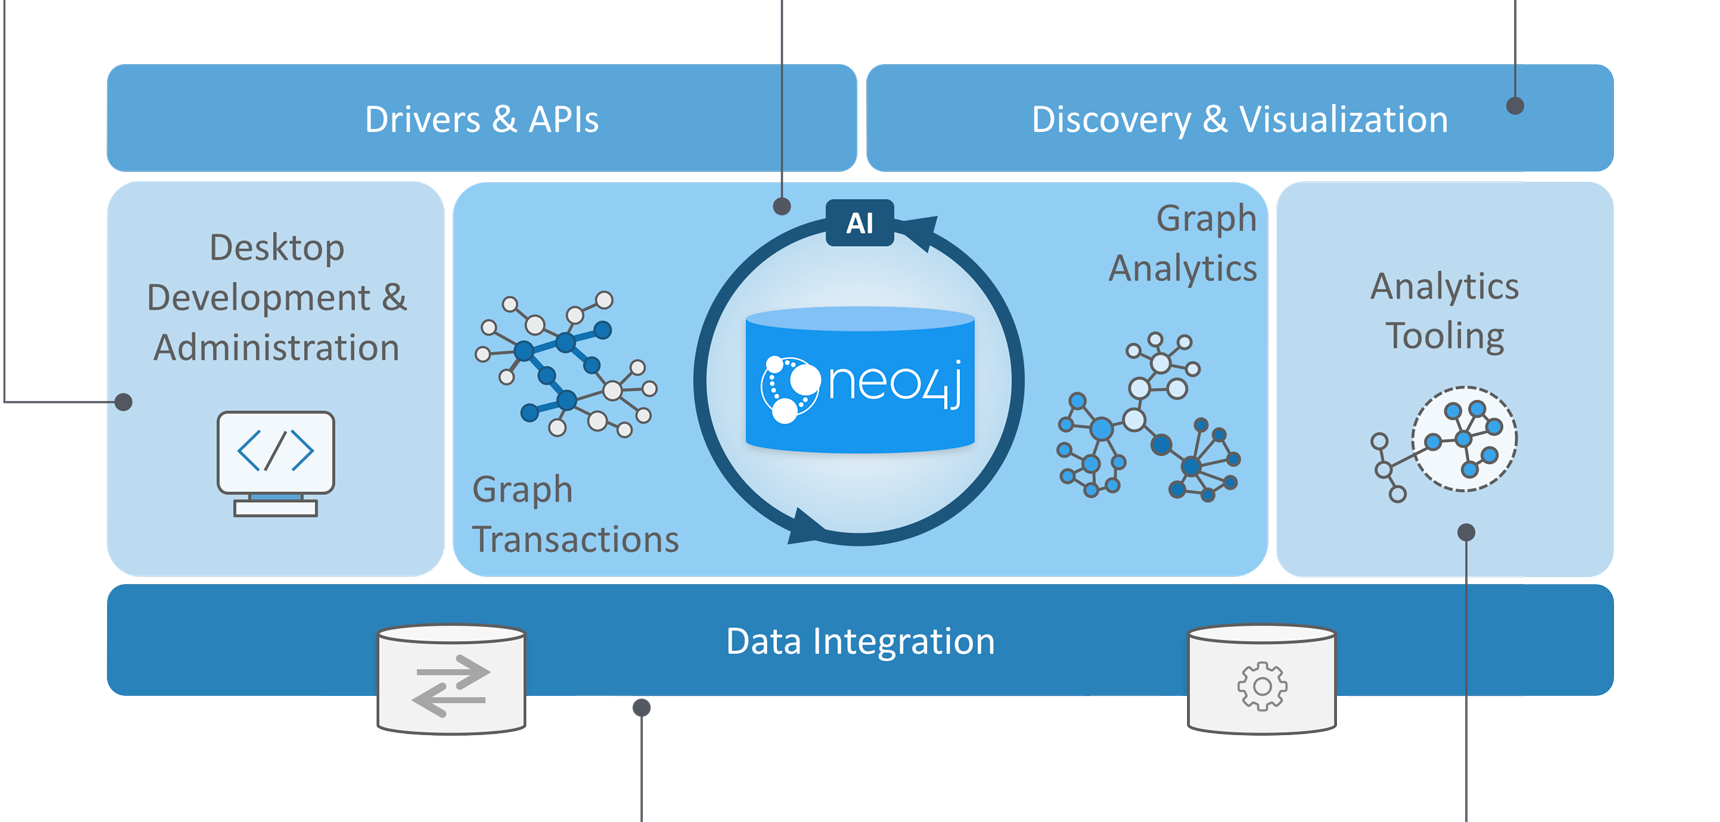 Drivers & APIs
Discovery & Visualization
Desktop
Development &
Administration
AI
neo4j
Graph
Transactions
Graph
Analytics
Analytics
Tooling
Data Integration